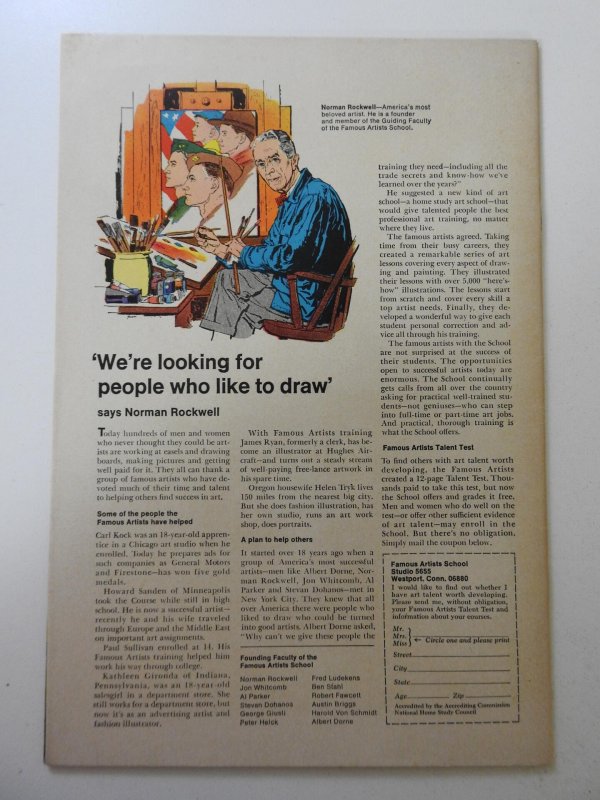 Norman Rockwell—America's most
beloved artist. He is a founder
and member of the Guiding Faculty
of the Famous Artists School.
'We're looking for
people who like to draw'
says Norman Rockwell
Today hundreds of men and women
who never thought they could be art-
ists are working at easels and drawing
boards, making pictures and getting
well paid for it. They all can thank a
group of famous artists who have de-
voted much of their time and talent
to helping others find success in art.
Some of the people the
Famous Artists have helped
Carl Kock was an 18-year-old appren-
tice in a Chicago art studio when he
enrolled. Today he prepares ads for
such companies as General Motors
and Firestone—has won five gold
medals.
Howard Sanden of Minneapolis
took the Course while still in high
school. He is now a successful artist—
recently he and his wife traveled
through Europe and the Middle East
on important art assignments.
Paul Sullivan enrolled at 14. His
Famous Artists training helped him
work his way through college.
Kathleen Gironda of Indiana,
Pennsylvania, was an 18-year-old
salesgirl in a department store. She
still works for a department store, but
now it's as an advertising artist and
fashion illustrator.
With Famous Artists training
James Ryan, formerly a clerk, has be-
come an illustrator at Hughes Air-
craft—and turns out a steady stream
of well-paying free-lance artwork in
his spare time.
Oregon housewife Helen Tryk lives
150 miles from the nearest big city.
But she does fashion illustration, has
her own studio, runs an art work
shop, does portraits.
A plan to help others
It started over 18 years ago when a
group of America's most successful
artists—men like Albert Dorne, Nor-
man Rockwell, Jon Whitcomb, Al
Parker and Stevan Dohanos—met in
New York City. They knew that all
over America there were people who
liked to draw who could be turned
into good artists. Albert Dorne asked,
"Why can't we give these people the
Founding Faculty of the
Famous Artists School
Norman Rockwell
Jon Whitcomb
Al Parker
Stevan Dohanos
George Giusti
Peter Helck
Fred Ludekens
Ben Stahl
Robert Fawcett
Austin Briggs
Harold Von Schmidt
Albert Dorne
training they need—including all the
trade secrets and know-how we've
learned over the years?"
He suggested a new kind of art
school—a home study art school—that
would give talented people the best
professional art training, no matter
where they live.
The famous artists agreed. Taking
time from their busy careers, they
created a remarkable series of art
lessons covering every aspect of draw-
ing and painting. They illustrated
their lessons with over 5,000 "here's-
how" illustrations. The lessons start
from scratch and cover every skill a
top artist needs. Finally, they de-
veloped a wonderful way to give each
student personal correction and ad-
vice all through his training.
The famous artists with the School
are not surprised at the success of
their students. The opportunities
open to successful artists today are
enormous. The School continually
gets calls from all over the country
asking for practical well-trained stu-
dents—not geniuses—who can step
into full-time or part-time art jobs.
And practical, thorough training is
what the School offers.
Famous Artists Talent Test
To find others with art talent worth
developing, the Famous Artists
created a 12-page Talent Test. Thou-
sands paid to take this test, but now
the School offers and grades it free.
Men and women who do well on the
test—or offer other sufficient evidence
of art talent—may enroll in the
School. But there's no obligation.
Simply mail the coupon below.
Famous Artists School
Studio 5655
Westport, Conn. 06880
I would like to find out whether I
have art talent worth developing.
Please send me, without obligation,
your Famous Artists Talent Test and
information about your courses.
Mr.
Mrs. ← Circle one and please print
Miss
Street
City
State
Age Zip
Accredited by the Accrediting Commission
National Home Study Council